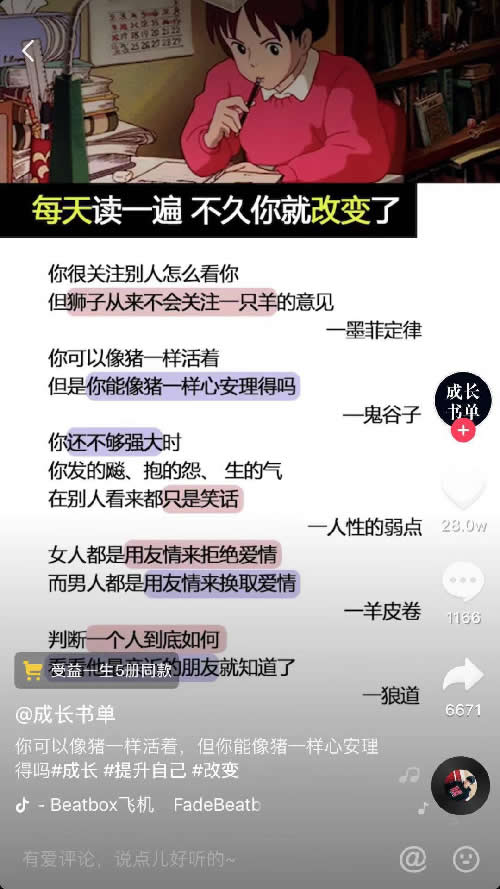 每天读一遍 不久你就改变了
你很关注别人怎么看你
但狮子从来不会关注一只羊的意见
—墨菲定律
你可以像猪一样活着
但是你能像猪一样心安理得吗
—鬼谷子
你还不够强大时
你发的飚、抱的怨、生的气
在别人看来都只是笑话
—人性的弱点
女人都是用友情来拒绝爱情
而男人都是用友情来换取爱情
—羊皮卷
判断一个人到底如何
的朋友就知道了
受益一生5册同款
—狼道
成长
书单
28.0w
1166
6671
@成长书单
你可以像猪一样活着，但你能像猪一样心安理
得吗#成长 #提升自己 #改变
- Beatbox飞机 FadeBeatb
有爱评论，说点儿好听的~